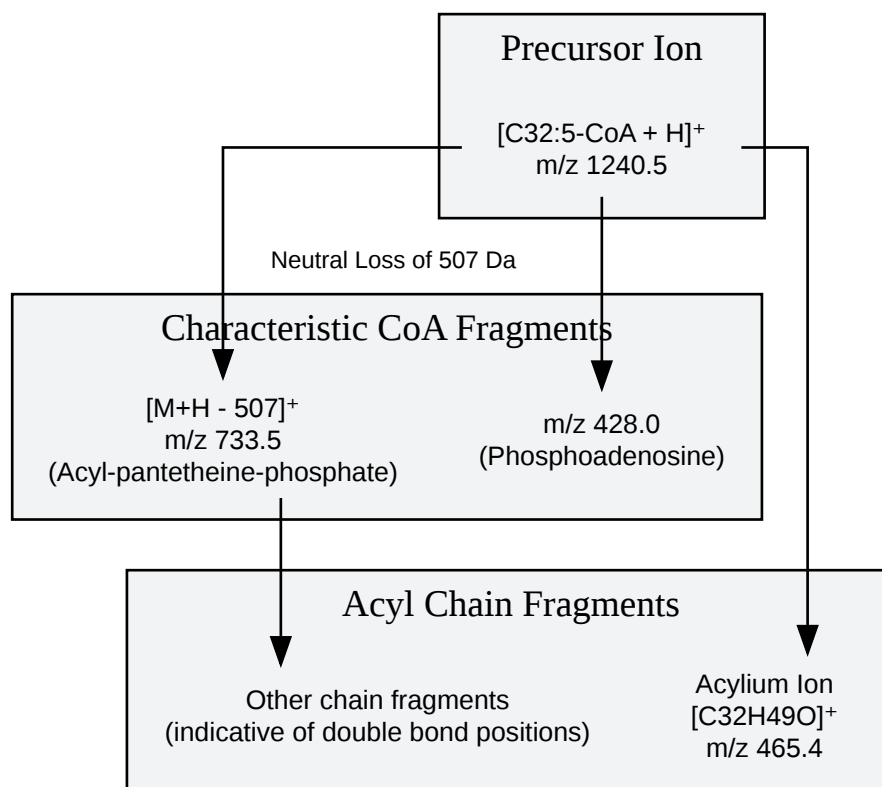 Precursor Ion
[C32:5-CoA + H]⁺
m/z 1240.5
Neutral Loss of 507 Da
Characteristic CoA Fragments
[M+H - 507]⁺
m/z 733.5
(Acyl-pantetheine-phosphate)
m/z 428.0
(Phosphoadenosine)
Acyl Chain Fragments
Other chain fragments
(indicative of double bond positions)
Acylium Ion
[C32H49O]⁺
m/z 465.4